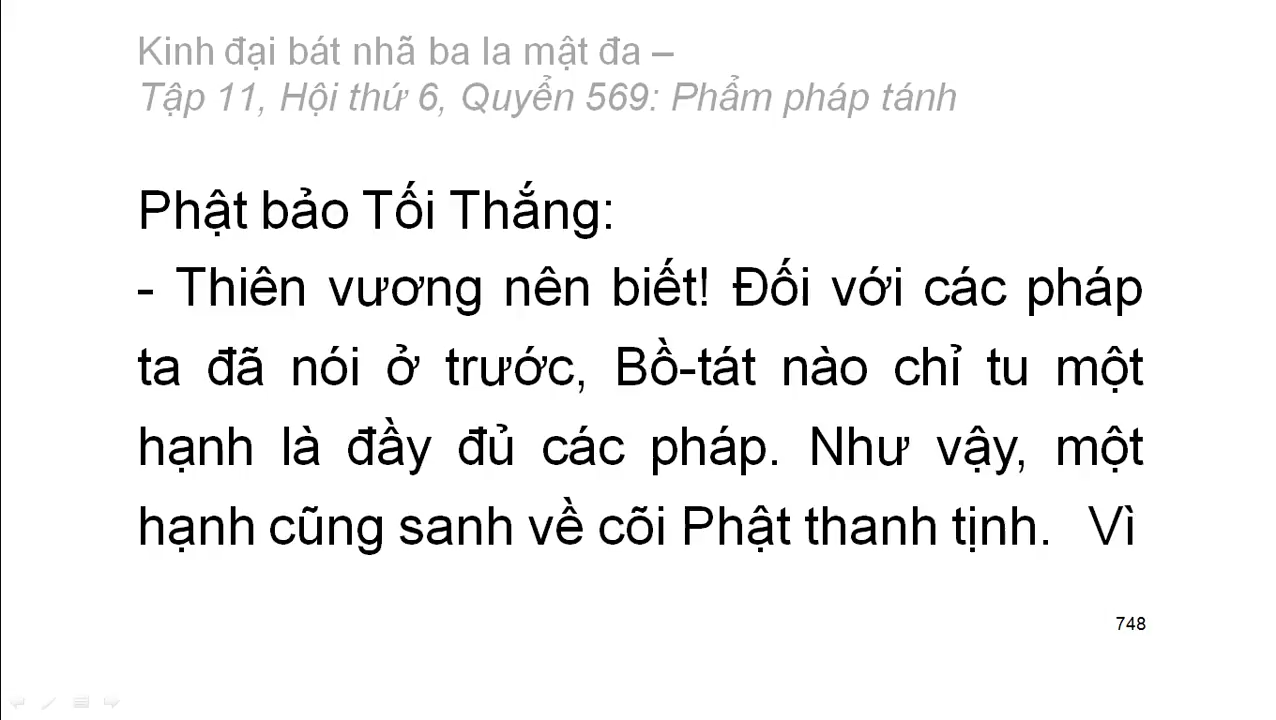 Kinh đại bát nhã ba la mật đa –
Tập 11, Hội thứ 6, Quyển 569: Phẩm pháp tánh
Phật bảo Tối Thắng:
- Thiên vương nên biết! Đối với các pháp
ta đã nói ở trước, Bồ-tát nào chỉ tu một
hạnh là đầy đủ các pháp. Như vậy, một
hạnh cũng sanh về cõi Phật thanh tịnh. Vì
748